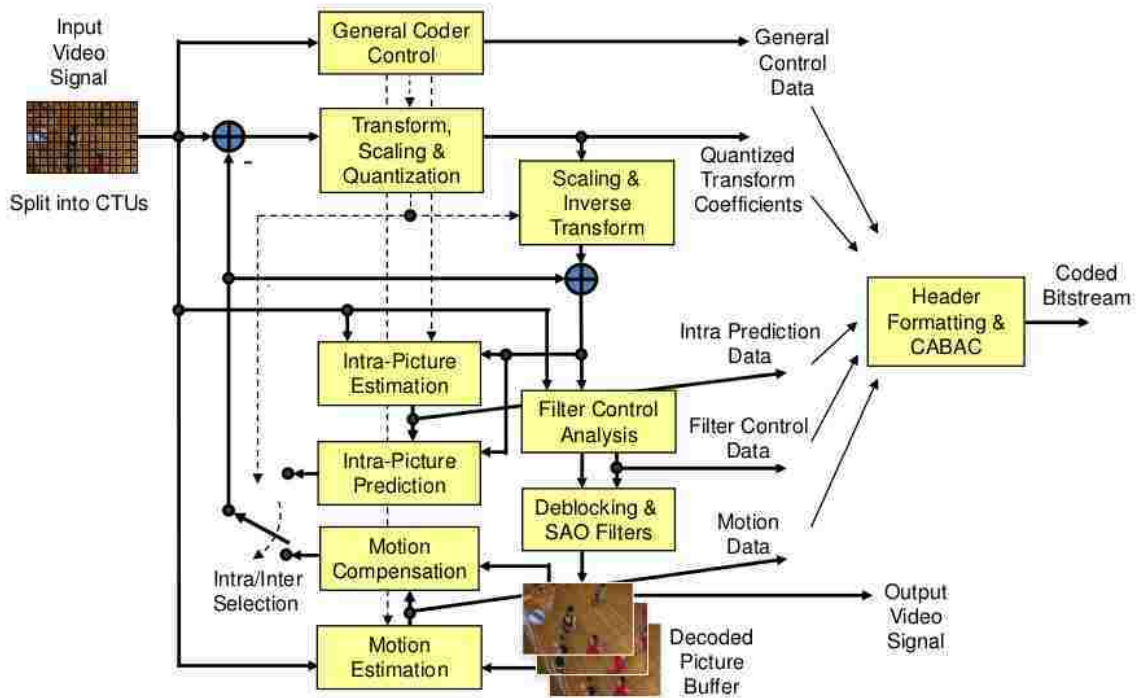 Input
Video
Signal
Split into CTUs
General Coder
Control
Transform,
Scaling &
Quantization
-
Scaling &
Inverse
Transform
General
Control
Data
Quantized
Transform
Coefficients
Intra-Picture
Estimation
Intra-Picture
Prediction
Filter Control
Analysis
Deblocking &
SAO Filters
Motion
Compensation
Motion
Estimation
Intra/Inter
Selection
Intra Prediction
Data
Filter Control
Data
Motion
Data
Header
Formatting &
CABAC
Coded
Bitstream
Output
Video
Signal
Decoded
Picture
Buffer